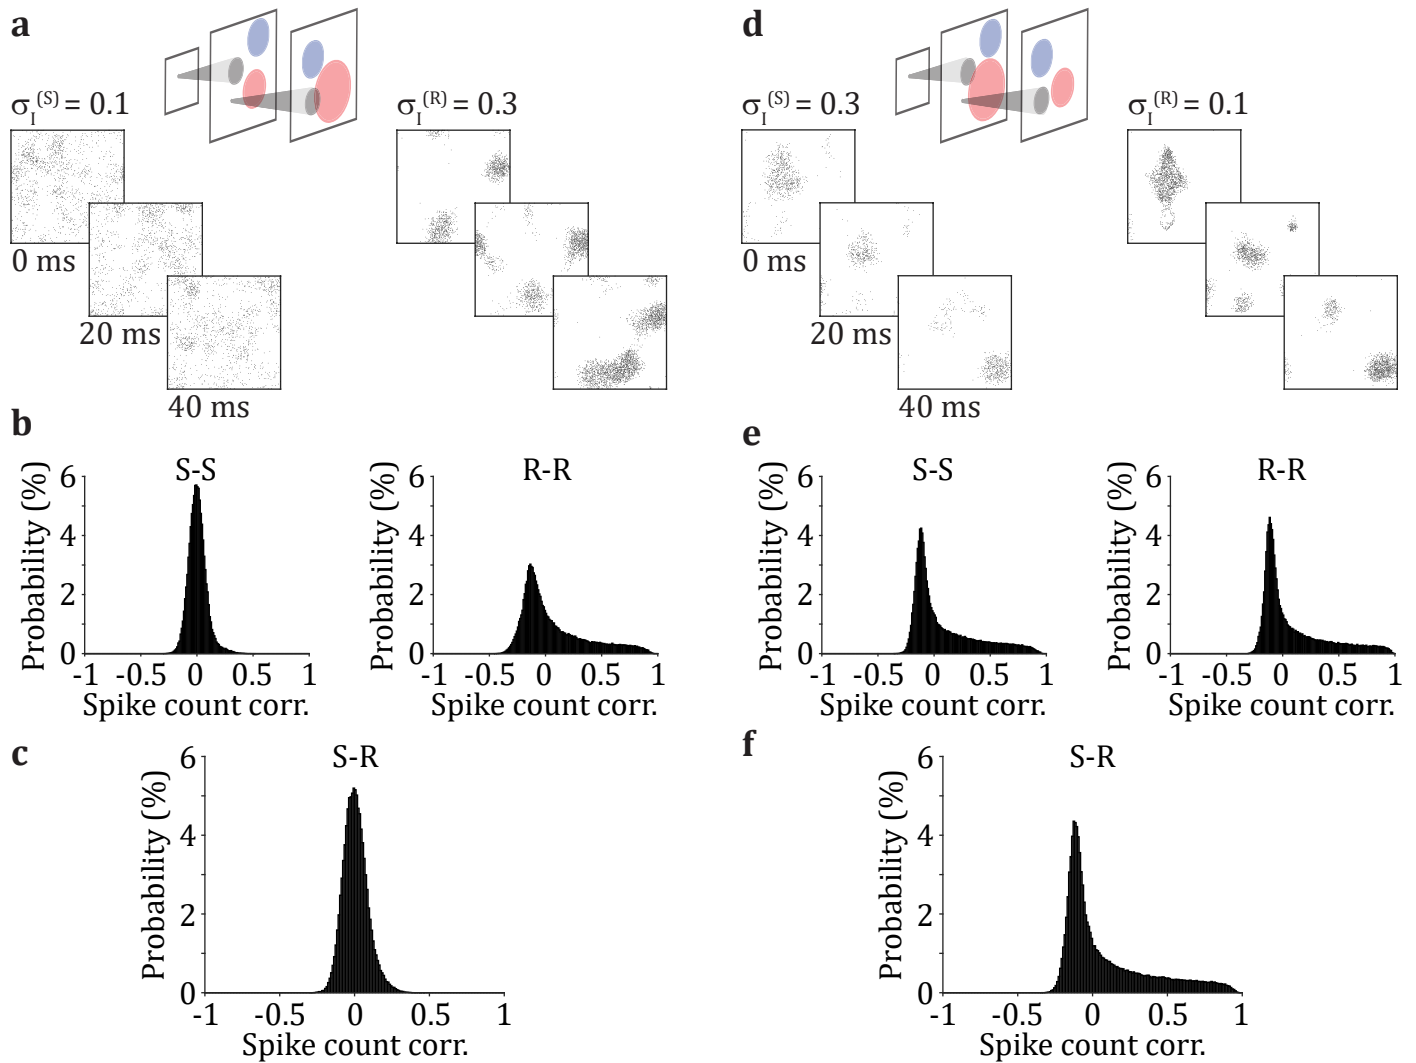 a
σ_I^(S) = 0.1
σ_I^(R) = 0.3
0 ms
20 ms
40 ms
d
σ_I^(S) = 0.3
σ_I^(R) = 0.1
0 ms
20 ms
40 ms
b
S-S
Probability (%)
6
4
2
0
-1 -0.5 0 0.5 1
Spike count corr.
R-R
Probability (%)
6
4
2
0
-1 -0.5 0 0.5 1
Spike count corr.
e
S-S
Probability (%)
6
4
2
0
-1 -0.5 0 0.5 1
Spike count corr.
R-R
Probability (%)
6
4
2
0
-1 -0.5 0 0.5 1
Spike count corr.
c
S-R
Probability (%)
6
4
2
0
-1 -0.5 0 0.5 1
Spike count corr.
f
S-R
Probability (%)
6
4
2
0
-1 -0.5 0 0.5 1
Spike count corr.